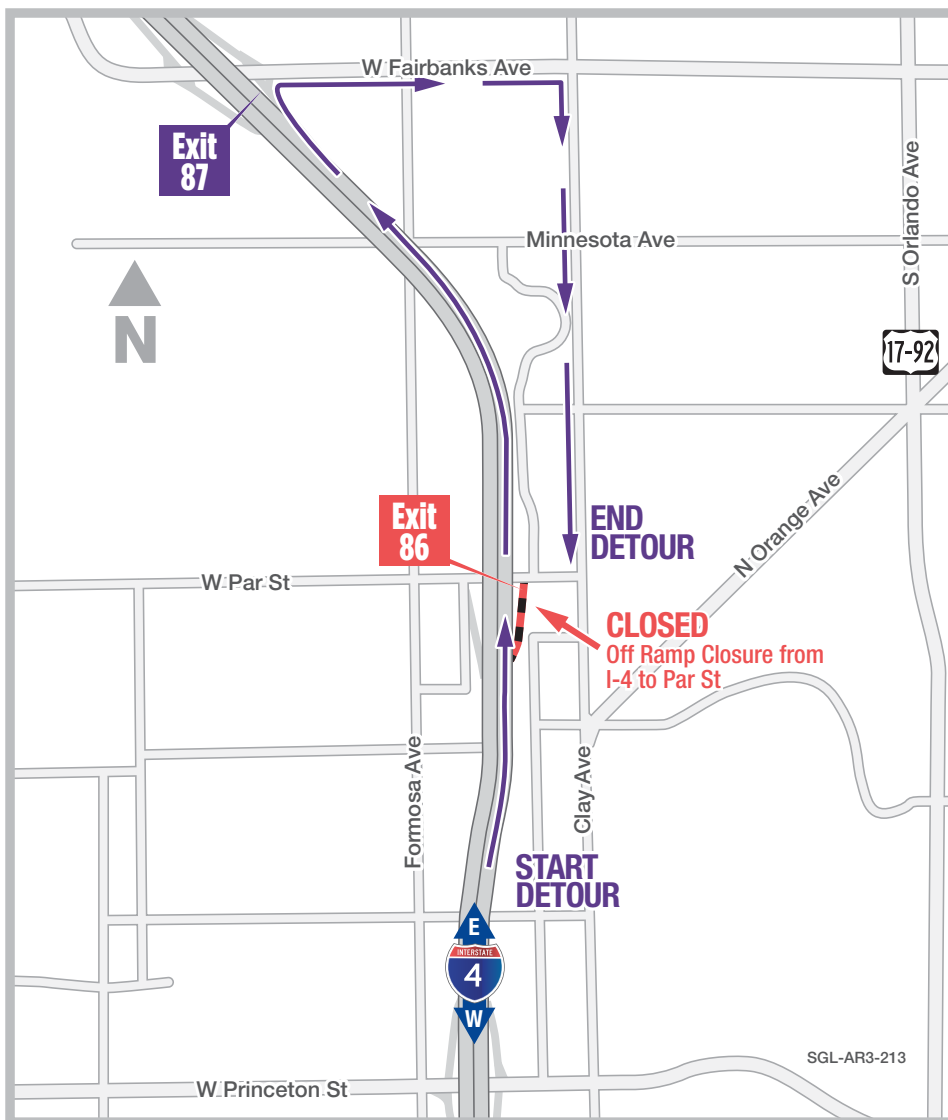 W Fairbanks Ave
Exit
87
S Orlando Ave
Minnesota Ave
N
17-92
Exit
86
END
DETOUR
N Orange Ave
W Par St
CLOSED
Off Ramp Closure from
I-4 to Par St
Formosa Ave
Clay Ave
START
DETOUR
E
INTERSTATE
4
W
SGL-AR3-213
W Princeton St